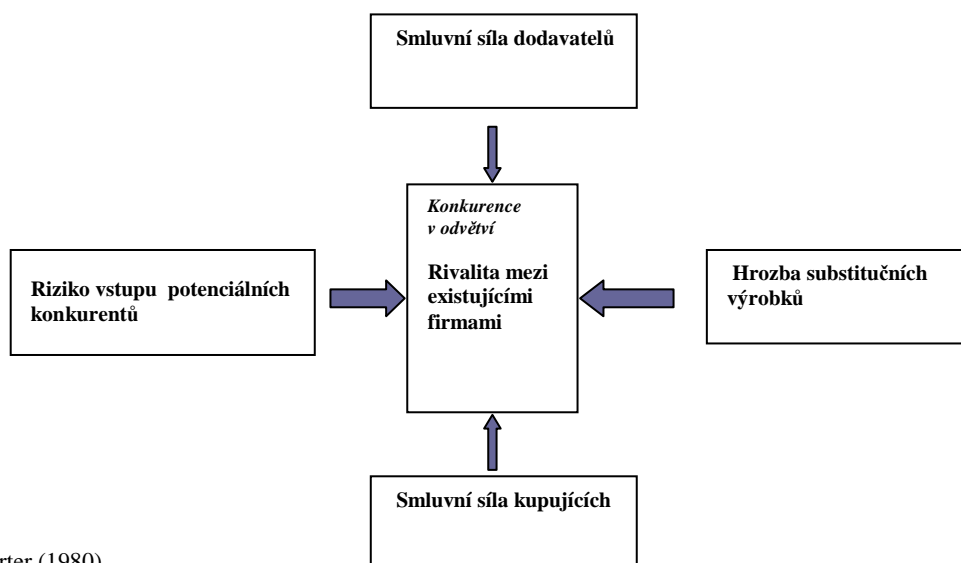 Smluvní síla dodavatelů
Konkurence
v odvětví
Rivalita mezi
existujícími
firmami
Riziko vstupu potenciálních
konkurentů
Hrozba substitučních
výrobků
Smluvní síla kupujících
(1980)